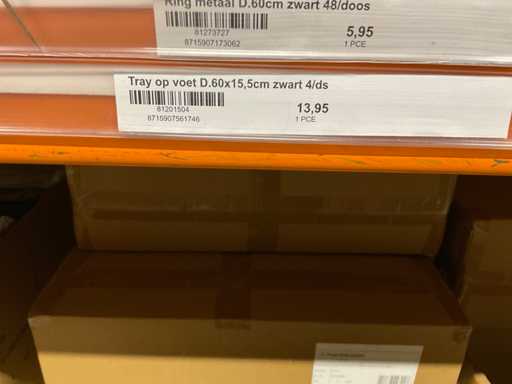 Ring metaal D.60cm zwart 48/doos
81273727
8715907173062
5,95
1 PCE
Tray op voet D.60x15,5cm zwart 4/ds
81201504
8715907561746
13,95
1 PCE